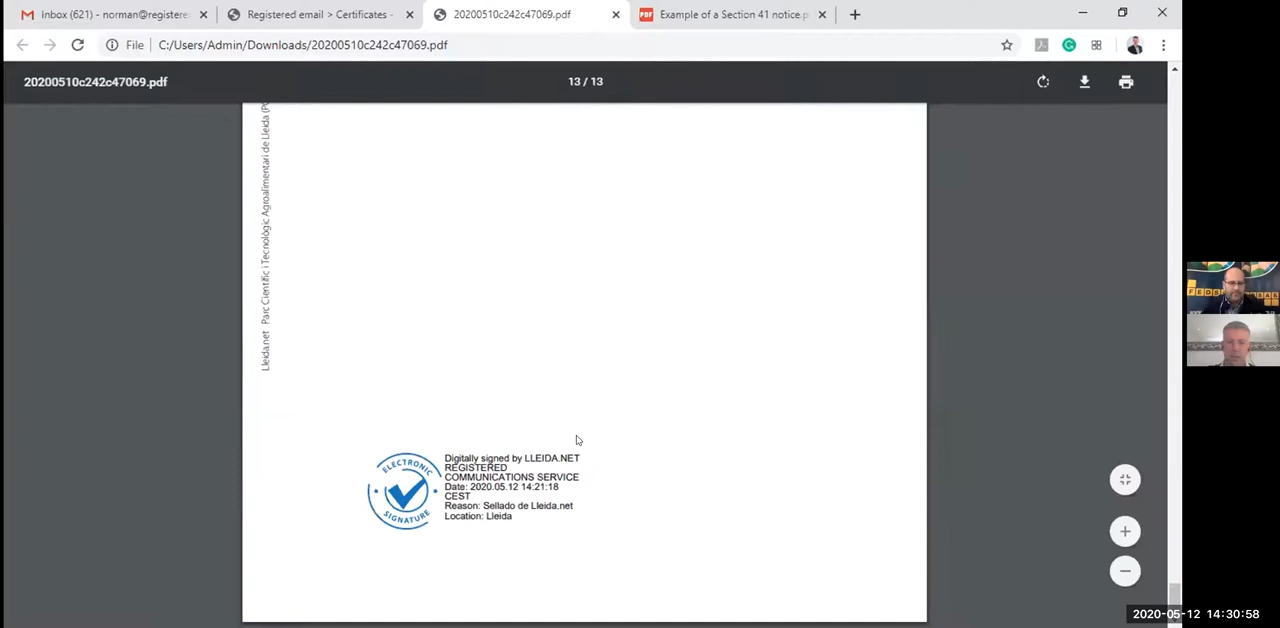 Inbox (621) - norman@registere
Registered email > Certificates -
20200510c242c47069.pdf
Example of a Section 41 notice.p
File
C:/Users/Admin/Downloads/20200510c242c47069.pdf
20200510c242c47069.pdf
13 / 13
Lleida.net Parc Científic i Tecnològic Agroalimentari de Lleida (P
ELECTRONIC
SIGNATURE
Digitally signed by LLEIDA.NET
REGISTERED
COMMUNICATIONS SERVICE
Date: 2020.05.12 14:21:18
CEST
Reason: Sellado de Lleida.net
Location: Lleida
2020-05-12 14:30:58